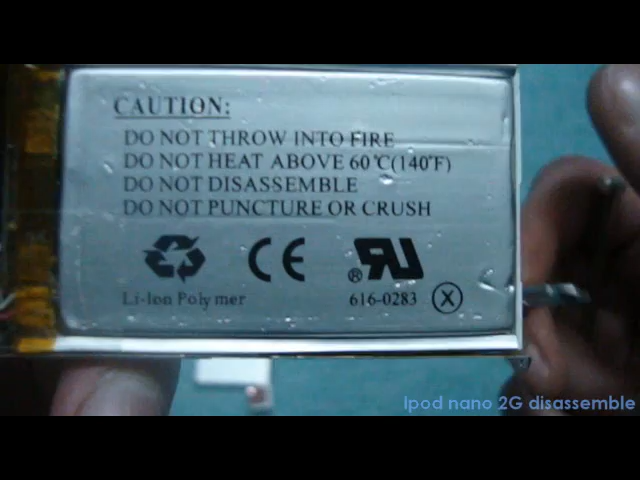 CAUTION:
DO NOT THROW INTO FIRE
DO NOT HEAT ABOVE 60°C(140°F)
DO NOT DISASSEMBLE
DO NOT PUNCTURE OR CRUSH
CE
® RU
Li-Ion Polymer
616-0283 X
Ipod nano 2G disassemble